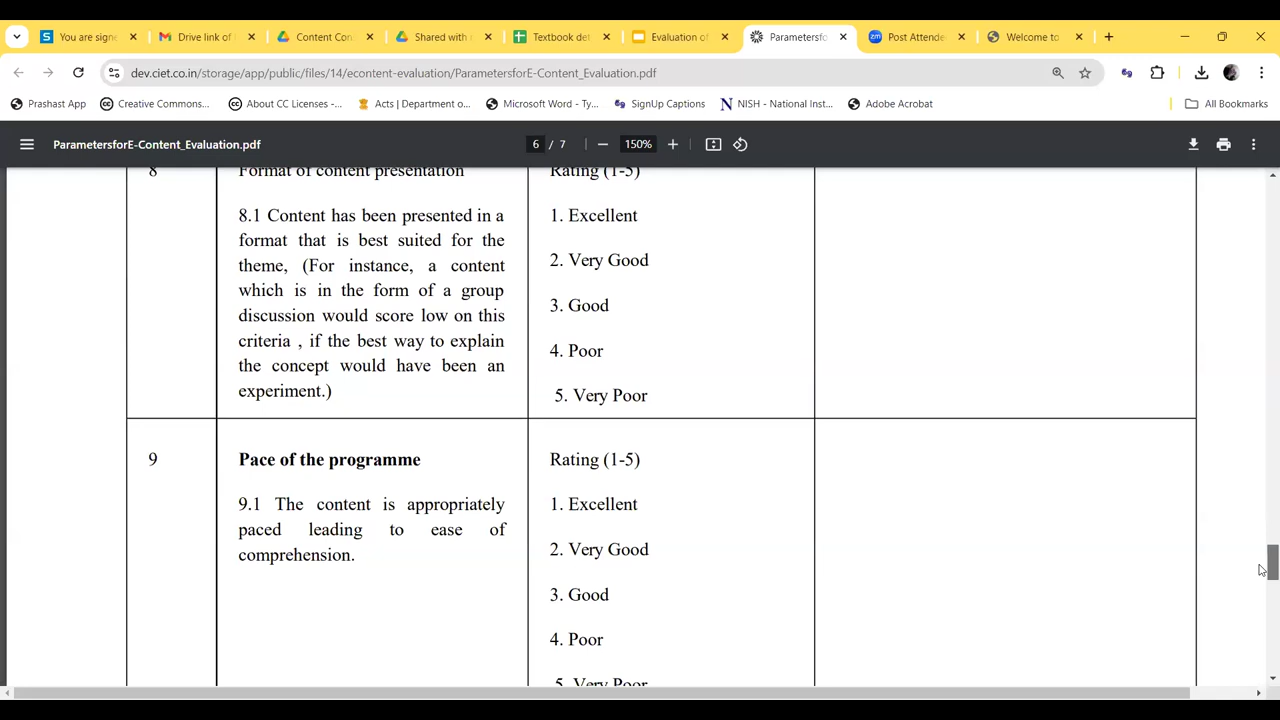 You are signe
Drive link of
Content Con
Shared with
Textbook det
Evaluation of
Parametersfo
Post Attende
Welcome to
dev.ciet.co.in/storage/app/public/files/14/econtent-evaluation/ParametersforE-Content_Evaluation.pdf
Prashast App
Creative Commons...
About CC Licenses -...
Acts | Department o...
Microsoft Word - Ty...
SignUp Captions
NISH - National Inst...
Adobe Acrobat
All Bookmarks
ParametersforE-Content_Evaluation.pdf
6 / 7
150%
8
Format of content presentation
8.1 Content has been presented in a
format that is best suited for the
theme, (For instance, a content
which is in the form of a group
discussion would score low on this
criteria , if the best way to explain
the concept would have been an
experiment.)
Rating (1-5)
1. Excellent
2. Very Good
3. Good
4. Poor
5. Very Poor
9
Pace of the programme
9.1 The content is appropriately
paced leading to ease of
comprehension.
Rating (1-5)
1. Excellent
2. Very Good
3. Good
4. Poor
5. Very Poor